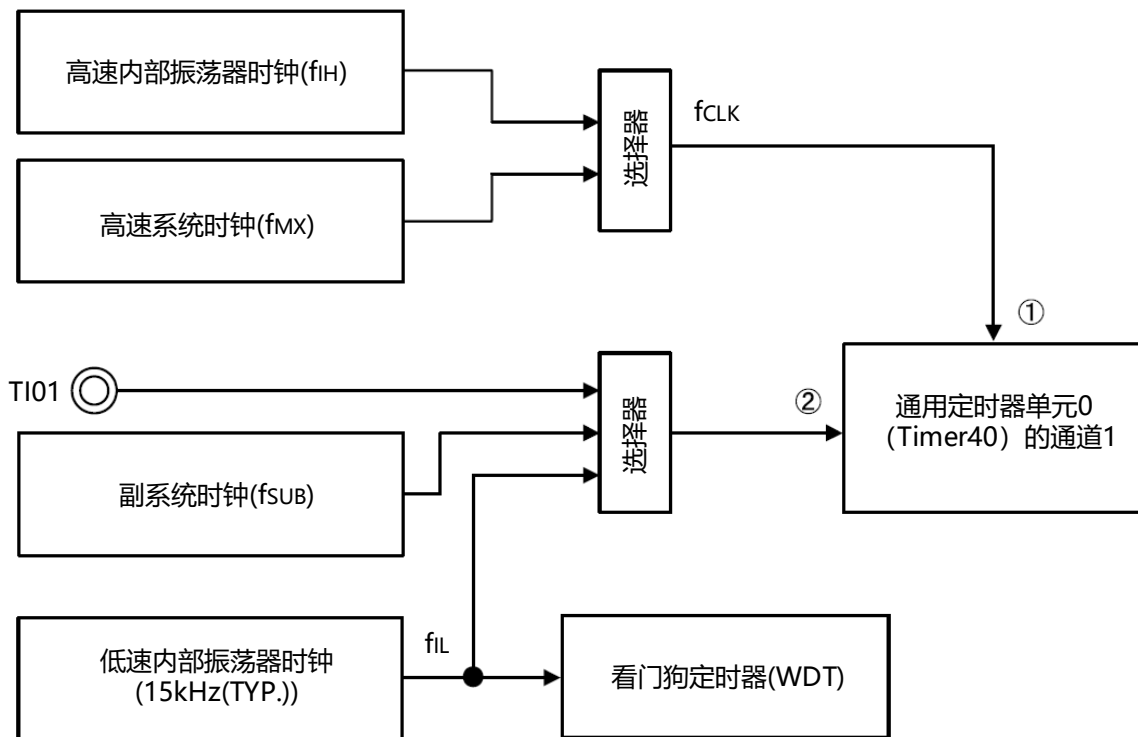 高速内部振荡器时钟(fIH)
选择器
fCLK
高速系统时钟(fMX)
①
TI01
选择器
②
通用定时器单元0
（Timer40）的通道1
副系统时钟(fSUB)
低速内部振荡器时钟
(15kHz(TYP.))
fIL
看门狗定时器(WDT)